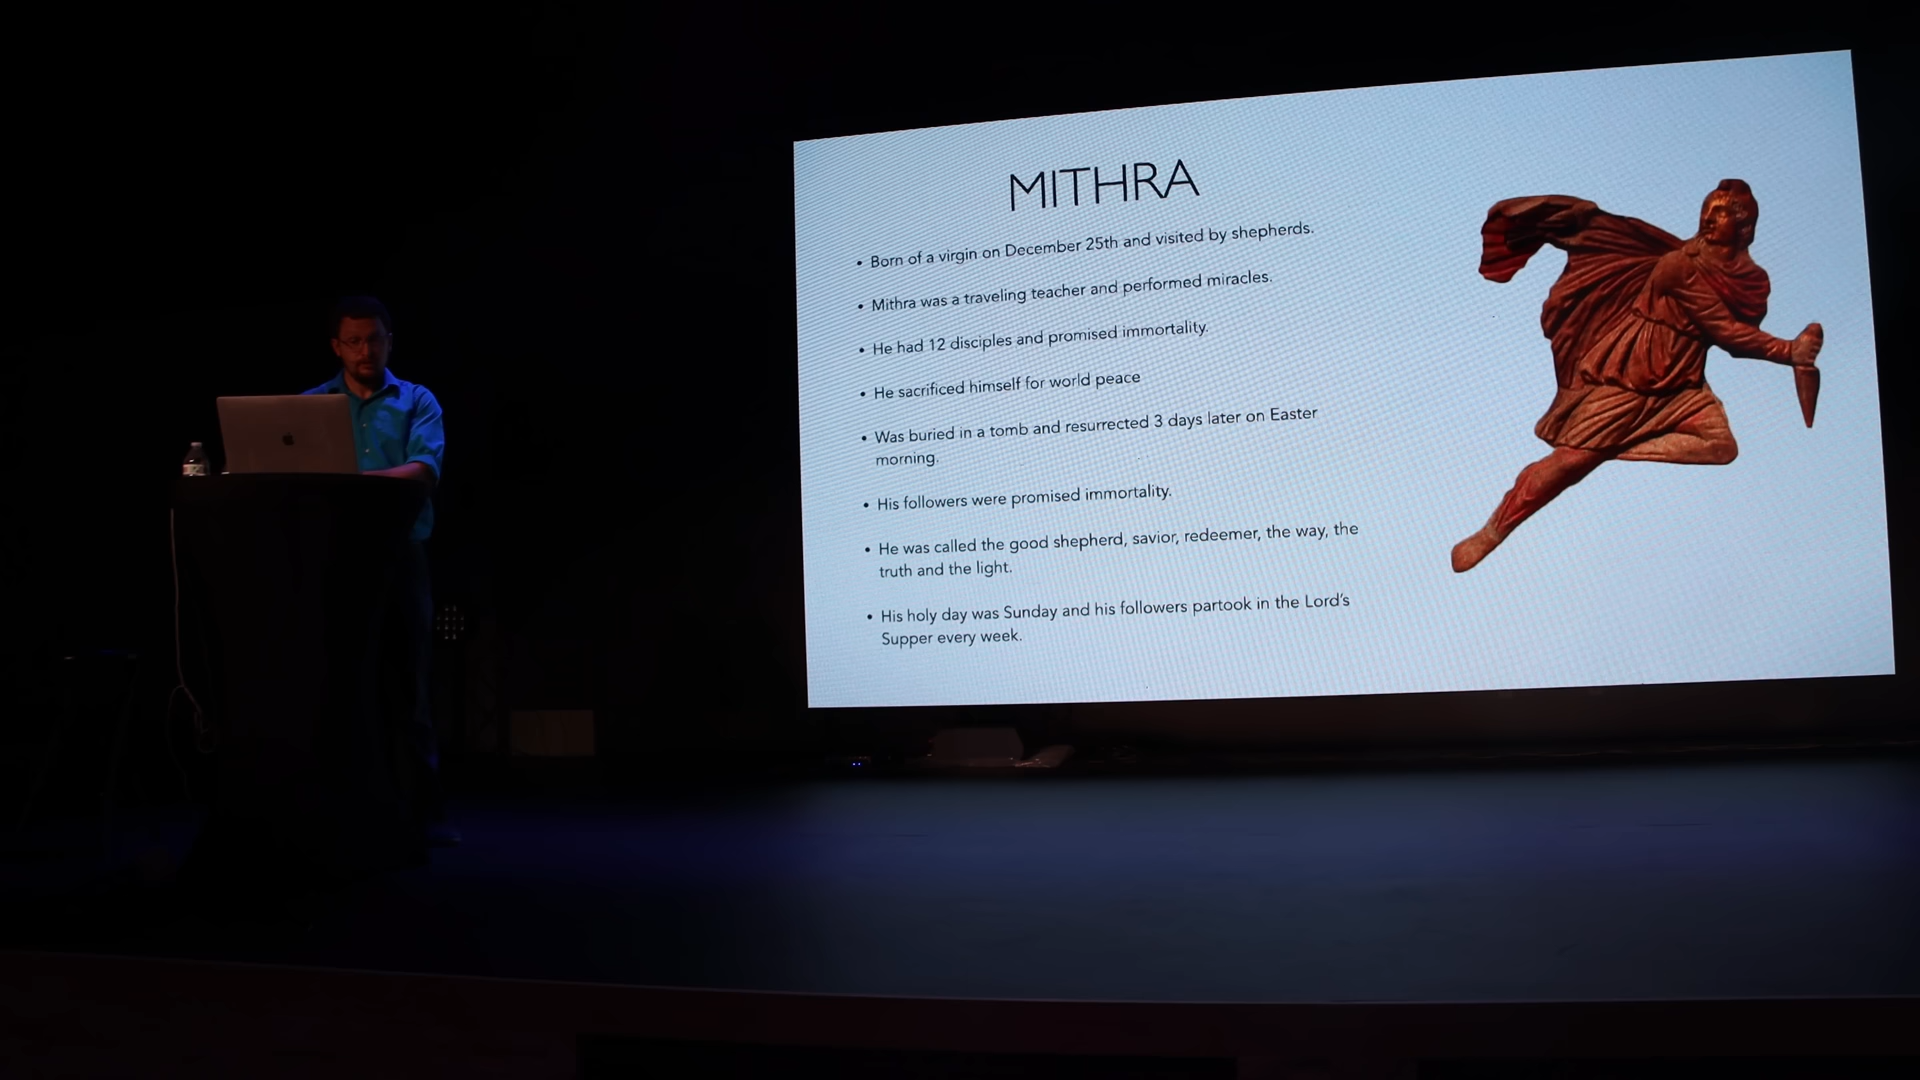 MITHRA
• Born of a virgin on December 25th and visited by shepherds.
• Mithra was a traveling teacher and performed miracles.
• He had 12 disciples and promised immortality.
• He sacrificed himself for world peace
• Was buried in a tomb and resurrected 3 days later on Easter
morning.
• His followers were promised immortality.
• He was called the good shepherd, savior, redeemer, the way, the
truth and the light.
• His holy day was Sunday and his followers partook in the Lord's
Supper every week.